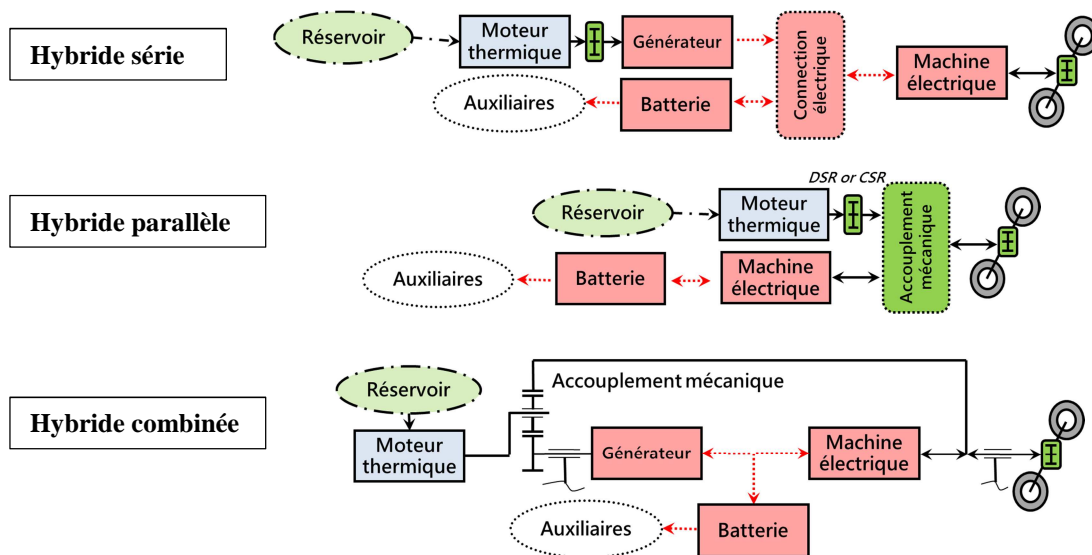 Hybride série
Réservoir
Moteur
thermique
Générateur
Connection
électrique
Machine
électrique
Auxiliaires
Batterie
Hybride parallèle
DSR or CSR
Réservoir
Moteur
thermique
Accouplement
mécanique
Auxiliaires
Batterie
Machine
électrique
Hybride combinée
Réservoir
Accouplement mécanique
Moteur
thermique
Générateur
Machine
électrique
Auxiliaires
Batterie